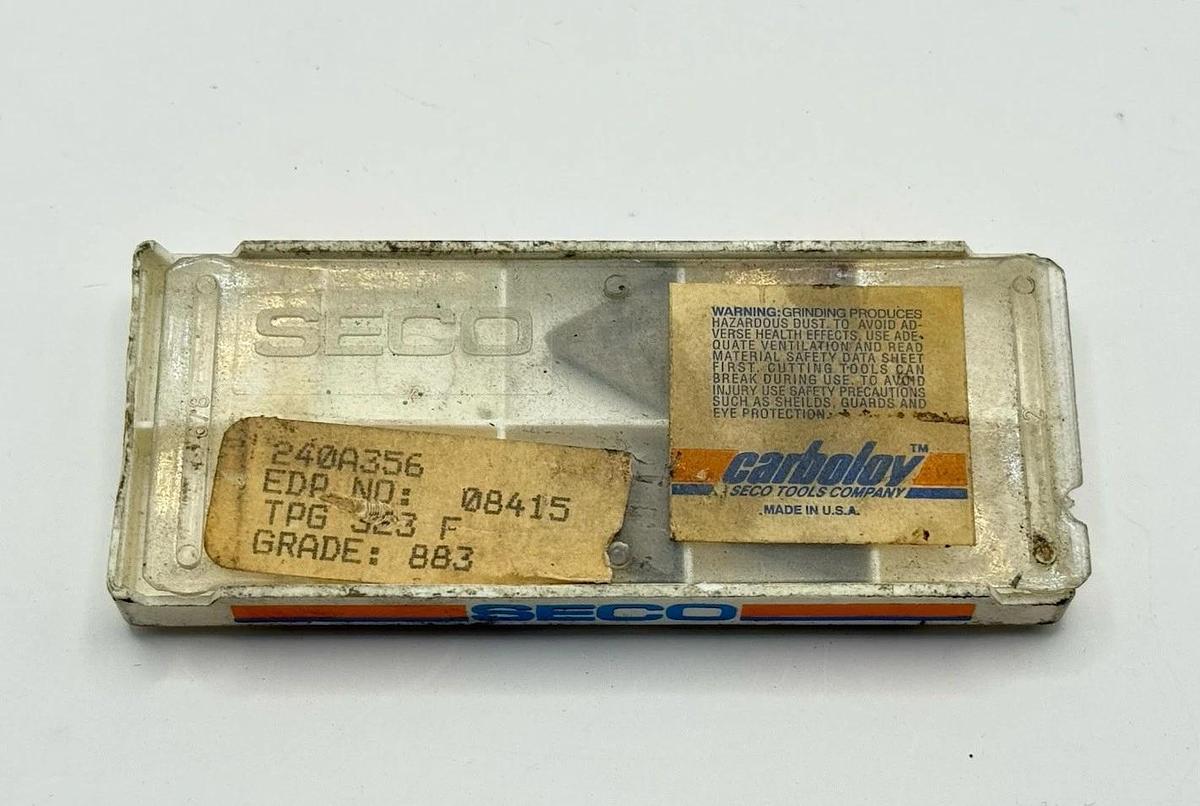 SECO
WARNING: GRINDING PRODUCES
HAZARDOUS DUST. TO AVOID AD-
VERSE HEALTH EFFECTS, USE ADE-
QUATE VENTILATION AND READ
MATERIAL SAFETY DATA SHEET
FIRST. CUTTING TOOLS CAN
BREAK DURING USE. TO AVOID
INJURY USE SAFETY PRECAUTIONS
SUCH AS SHEILDS, GUARDS AND
EYE PROTECTION.
carboloy™
SECO TOOLS COMPANY
MADE IN U.S.A.
240A356
EDP NO: 08415
TPG 323 F
GRADE: 883
SECO